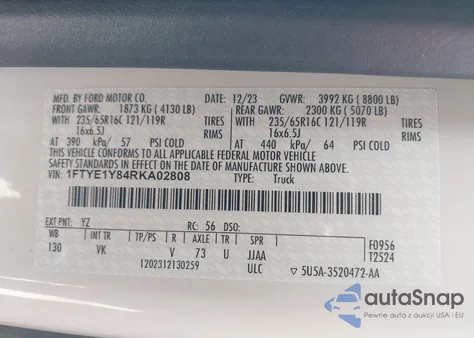 MFD. BY FORD MOTOR CO. 12/23 GVWR: 3992 KG ( 8800 LB)
FRONT GAWR: 1873 KG ( 4130 LB) REAR GAWR: 2300 KG ( 5070 LB)
WITH 235/65R16C 121/119R TIRES WITH 235/65R16C 121/119R TIRES
16x6.5J RIMS 16x6.5J RIMS
AT 390 kPa/ 57 PSI COLD AT 440 kPa/ 64 PSI COLD
THIS VEHICLE CONFORMS TO ALL APPLICABLE FEDERAL MOTOR VEHICLE
SAFETY STANDARDS IN EFFECT ON THE DATE OF MANUFACTURE SHOWN ABOVE.
VIN: 1FTYE1Y84RKA02808 TYPE: Truck
EXT PNT: YZ RC: 56 DSO:
WB INT TR TP/PS R AXLE TR SPR F0956
130 VK V 73 U JJAA T2524
1202312130259 ULC 5U5A-3520472-AA
autoSnap
Pewne auta z aukcji USA i EU